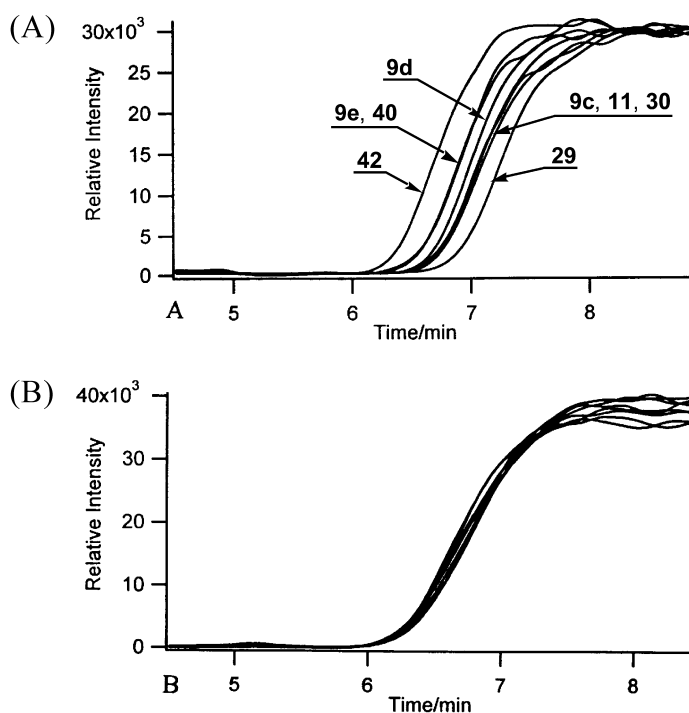 (A)
30x10³
25
20
15
10
5
0
Relative Intensity
9d
9e, 40
9c, 11, 30
42
29
A
5
6
7
8
Time/min
(B)
40x10³
30
20
10
0
Relative Intensity
B
5
6
7
8
Time/min